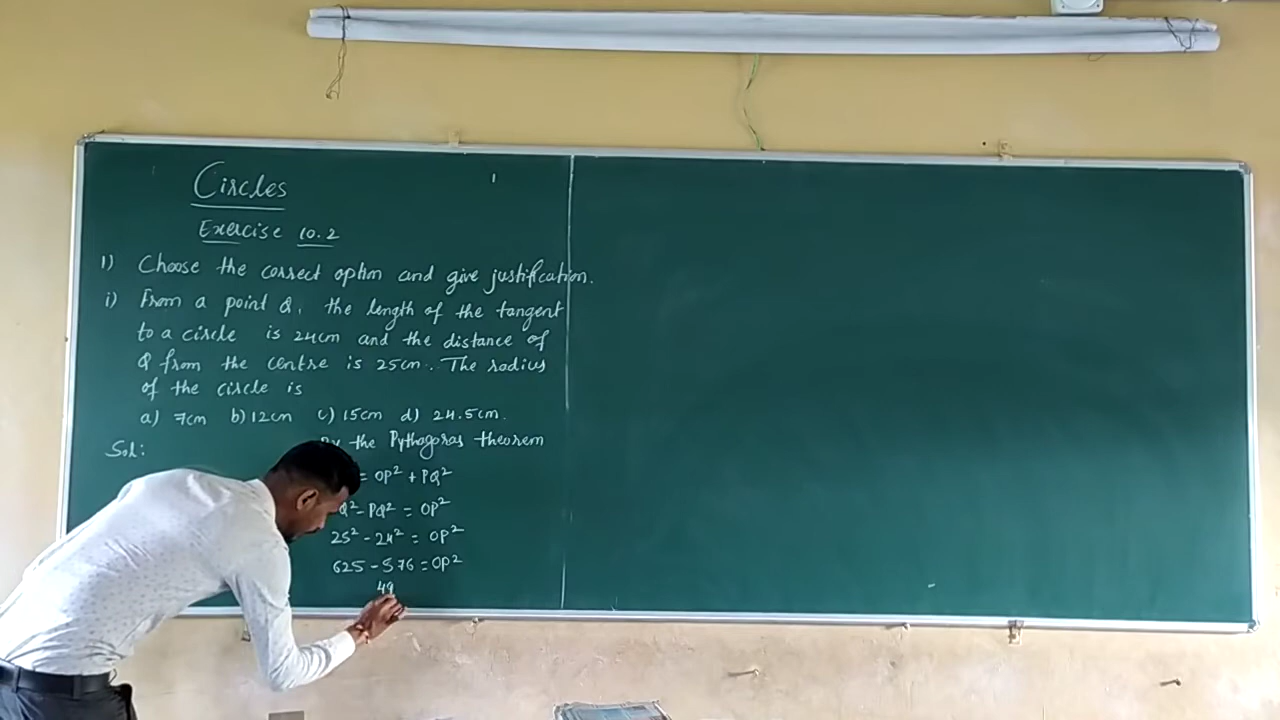 Circles
Exercise 10.2
1) Choose the correct option and give justification.
i) From a point Q, the length of the tangent
to a circle is 24cm and the distance of
Q from the centre is 25cm. The radius
of the circle is
a) 7cm b) 12cm c) 15cm d) 24.5cm.
Sol:
the Pythagoras theorem
= OP² + PQ²
Q² - PQ² = OP²
25² - 24² = OP²
625 - 576 = OP²
49